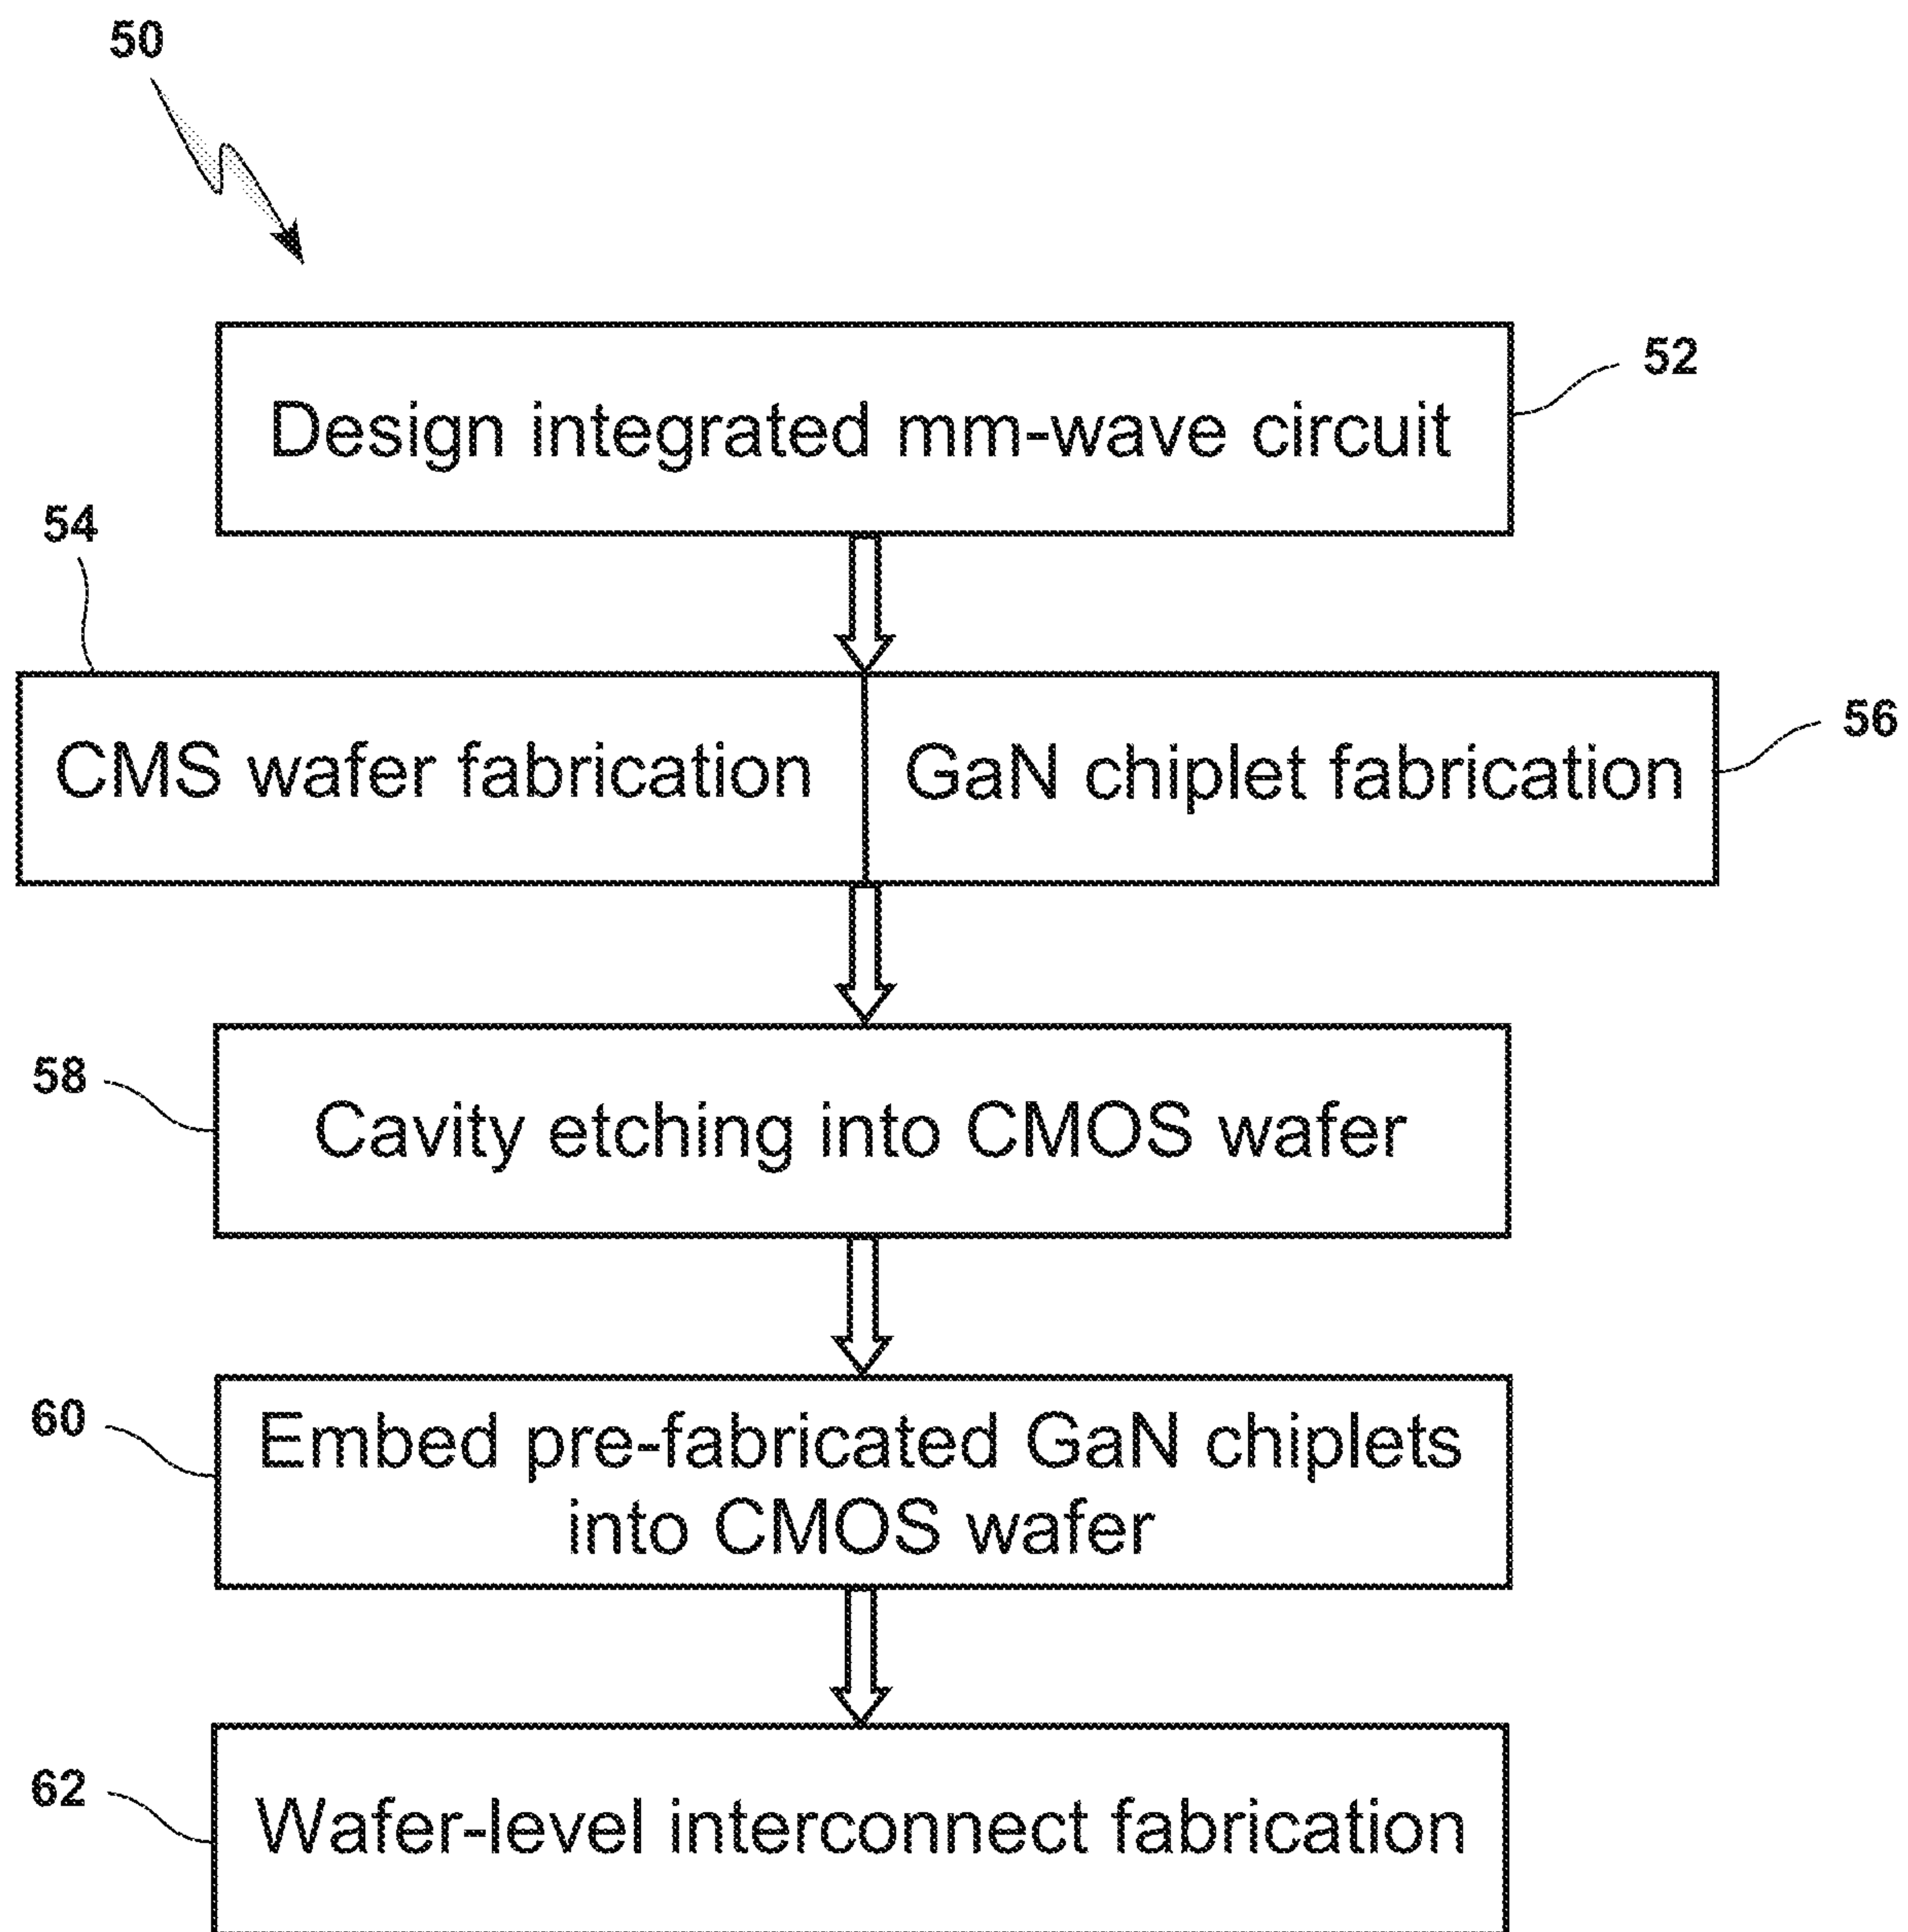 50
52
Design integrated mm-wave circuit
54
CMS wafer fabrication
GaN chiplet fabrication
56
58
Cavity etching into CMOS wafer
60
Embed pre-fabricated GaN chiplets
into CMOS wafer
62
Wafer-level interconnect fabrication